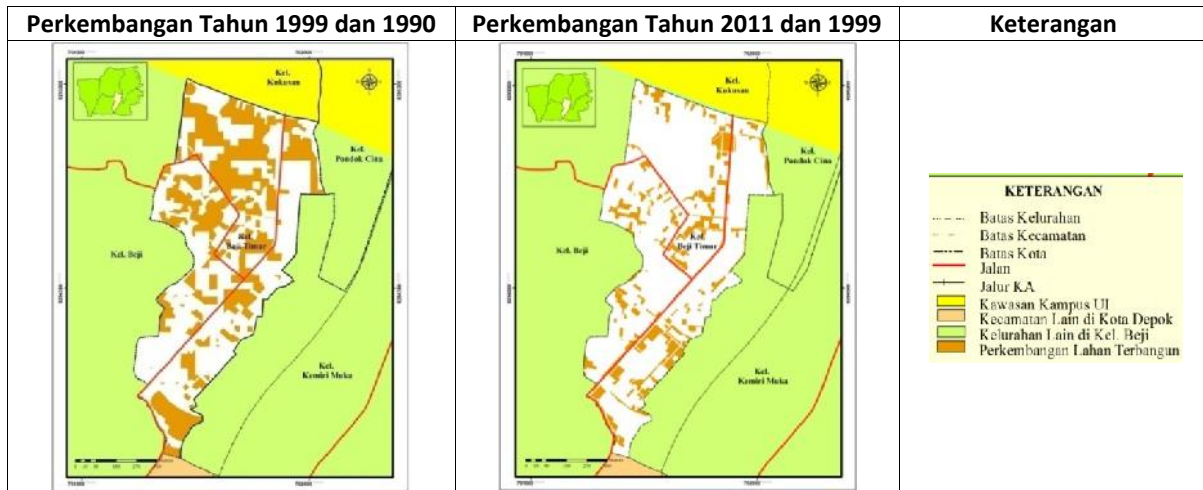 Perkembangan Tahun 1999 dan 1990
Perkembangan Tahun 2011 dan 1999
Keterangan
Kel.
Kukusan
Kel.
Pondok Cina
Kel. Beji
Kel.
Beji Timur
Kel.
Kemiri Muka
Kel.
Kukusan
Kel.
Pondok Cina
Kel. Beji
Kel.
Beji Timur
Kel.
Kemiri Muka
KETERANGAN
Batas Kelurahan
Batas Kecamatan
Batas Kota
Jalan
Jalur KA
Kawasan Kampus UI
Kecamatan Lain di Kota Depok
Kelurahan Lain di Kel. Beji
Perkembangan Lahan Terbangun